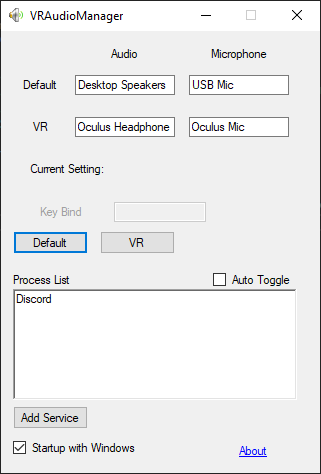 VRAudioManager
Audio Microphone
Default Desktop Speakers USB Mic
VR Oculus Headphone Oculus Mic
Current Setting:
Key Bind
Default VR
Process List Auto Toggle
Discord
Add Service
Startup with Windows About